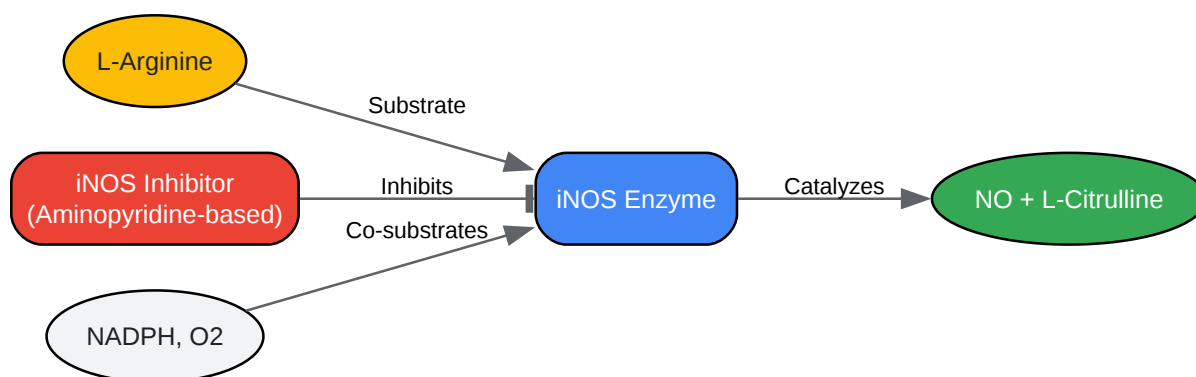 L-Arginine
Substrate
iNOS Inhibitor
(Aminopyridine-based)
Inhibits
iNOS Enzyme
Catalyzes
NO + L-Citrulline
Co-substrates
NADPH, O2